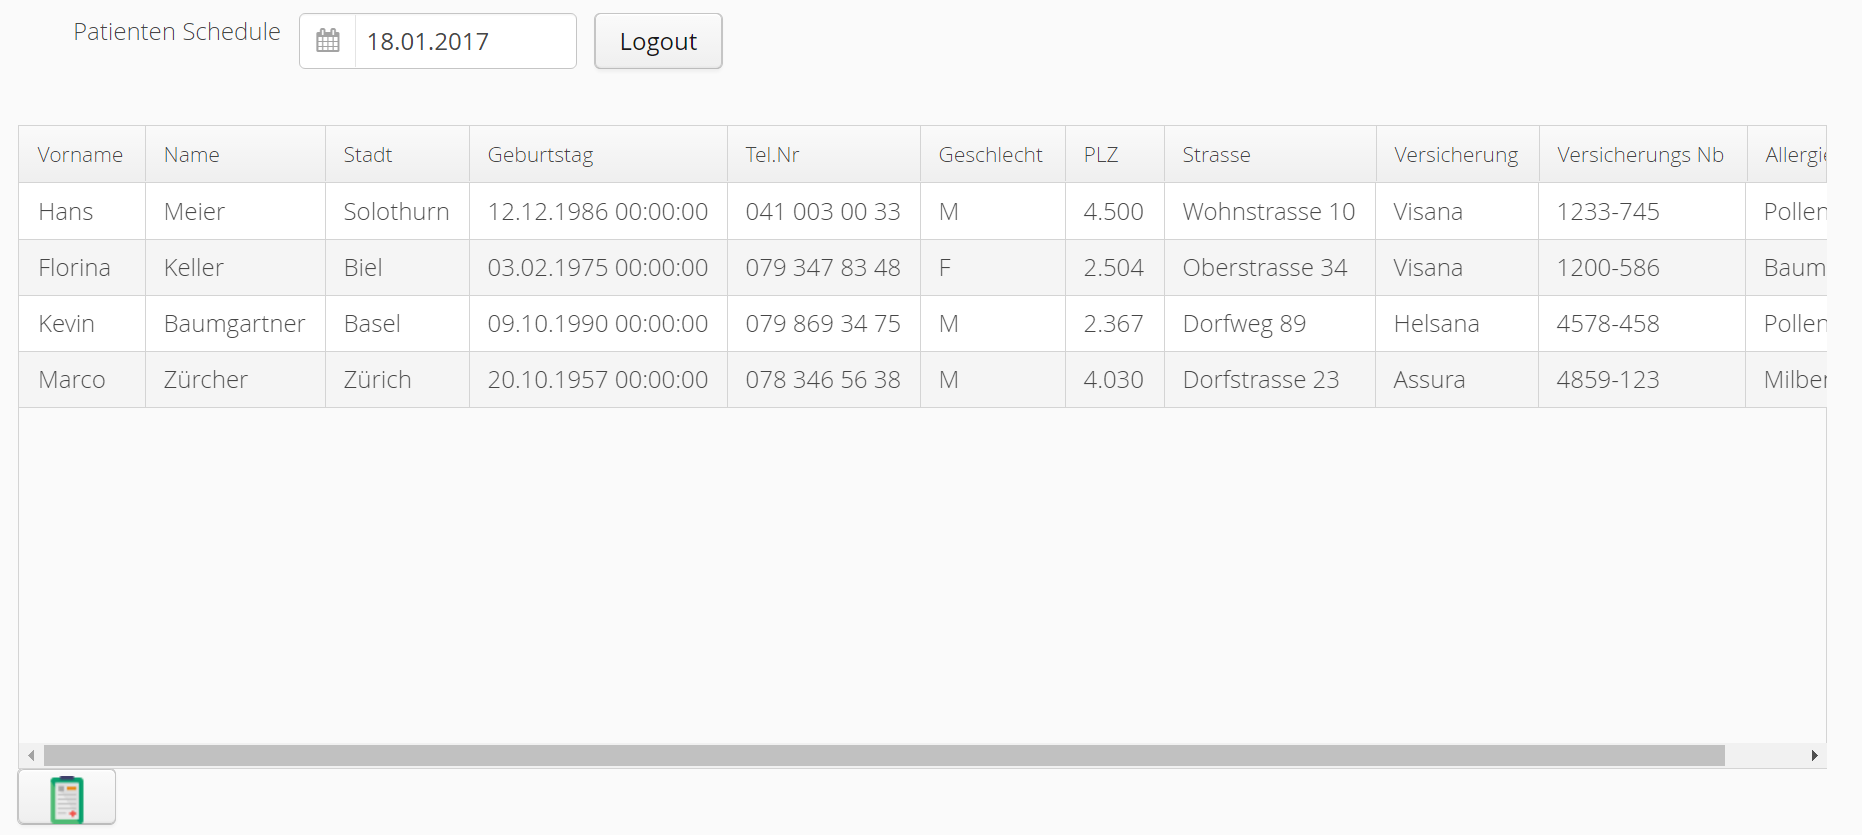 Patienten Schedule 18.01.2017 Logout
Vorname Name Stadt Geburtstag Tel.Nr Geschlecht PLZ Strasse Versicherung Versicherungs Nb Allergie
Hans Meier Solothurn 12.12.1986 00:00:00 041 003 00 33 M 4.500 Wohnstrasse 10 Visana 1233-745 Pollen
Florina Keller Biel 03.02.1975 00:00:00 079 347 83 48 F 2.504 Oberstrasse 34 Visana 1200-586 Baum
Kevin Baumgartner Basel 09.10.1990 00:00:00 079 869 34 75 M 2.367 Dorfweg 89 Helsana 4578-458 Pollen
Marco Zürcher Zürich 20.10.1957 00:00:00 078 346 56 38 M 4.030 Dorfstrasse 23 Assura 4859-123 Milber